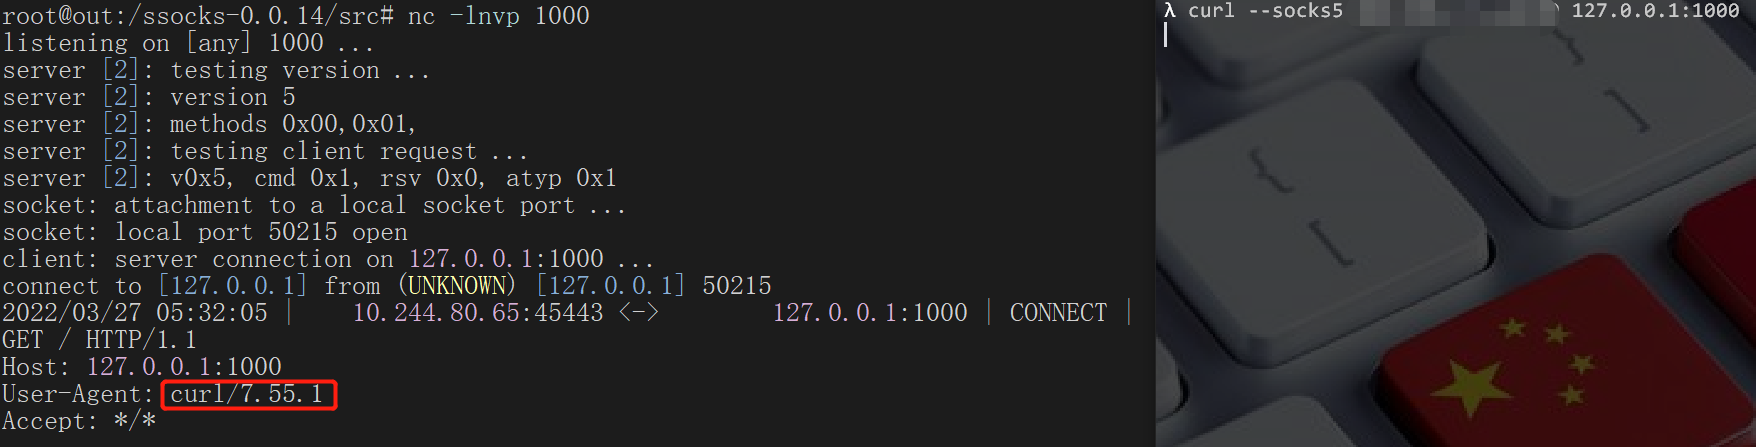 root@out:/ssocks-0.0.14/src# nc -lnvp 1000
listening on [any] 1000 ...
server [2]: testing version ...
server [2]: version 5
server [2]: methods 0x00,0x01,
server [2]: testing client request ...
server [2]: v0x5, cmd 0x1, rsv 0x0, atyp 0x1
socket: attachment to a local socket port ...
socket: local port 50215 open
client: server connection on 127.0.0.1:1000 ...
connect to [127.0.0.1] from (UNKNOWN) [127.0.0.1] 50215
2022/03/27 05:32:05 | 10.244.80.65:45443 <-> 127.0.0.1:1000 | CONNECT |
GET / HTTP/1.1
Host: 127.0.0.1:1000
User-Agent: curl/7.55.1
Accept: */*
λ curl --socks5 127.0.0.1:1000
{
[
}
]